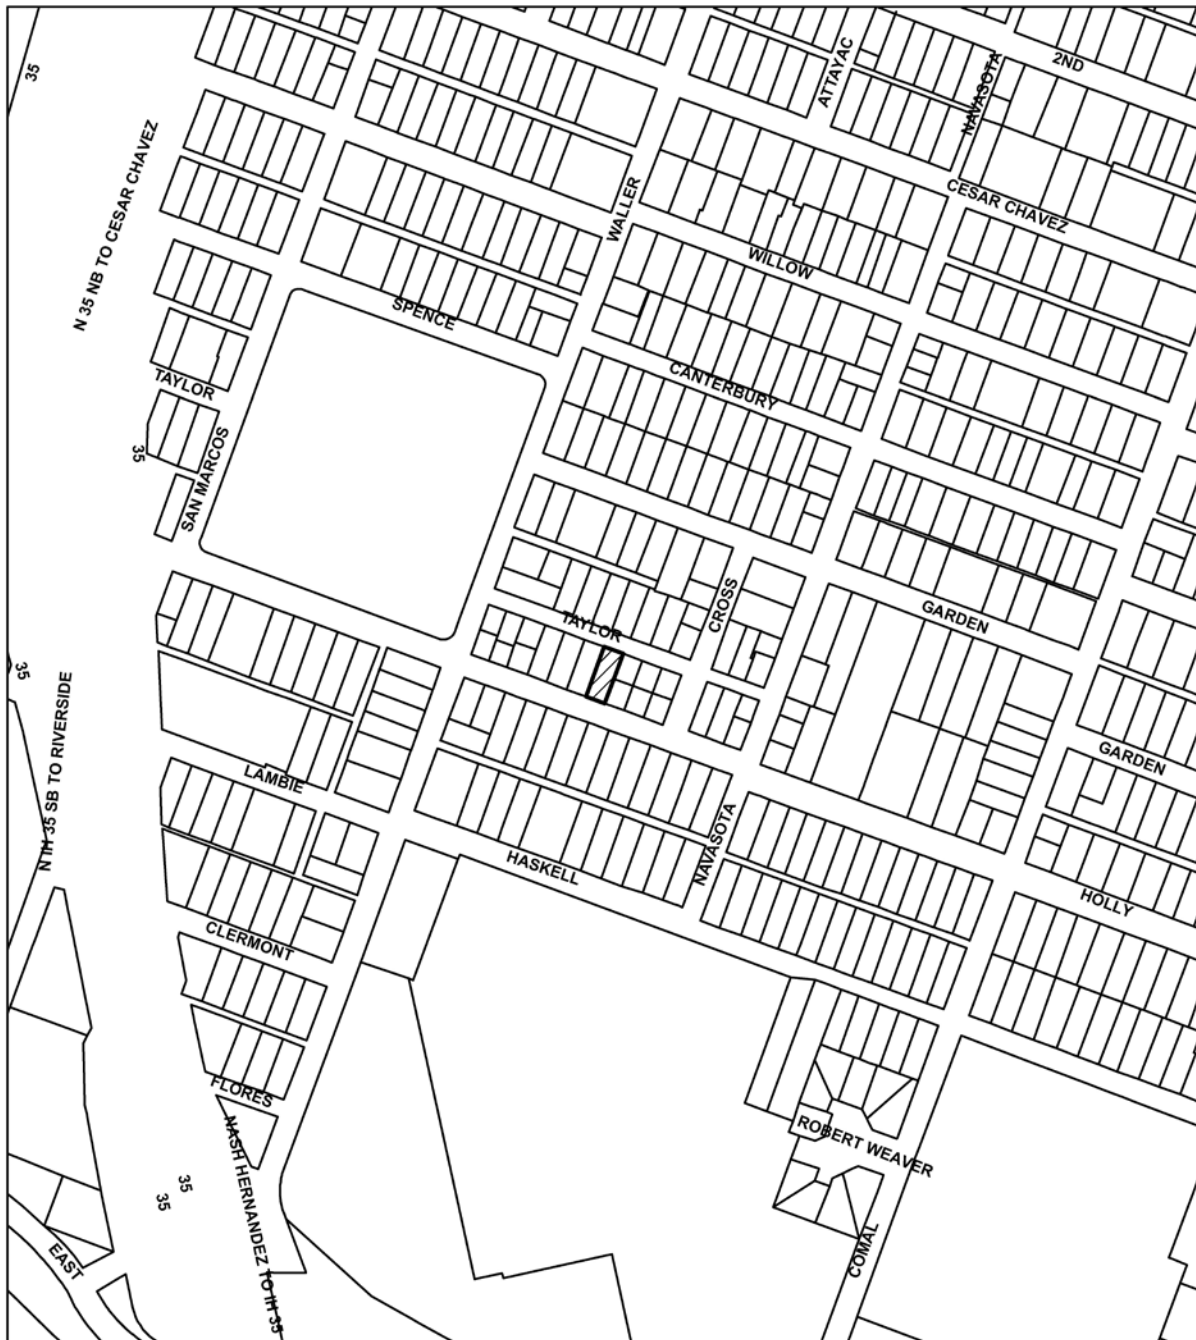 2ND
35
ATTAYAC
NAVASOTA
N 35 NB TO CESAR CHAVEZ
CESAR CHAVEZ
WALLER
WILLOW
SPENCE
CANTERBURY
TAYLOR
35
SAN MARCOS
CROSS
GARDEN
TAYLOR
35
N IH 35 SB TO RIVERSIDE
GARDEN
LAMBIE
NAVASOTA
HASKELL
HOLLY
CLERMONT
FLORES
NASH HERNANDEZ TO IH 35
ROBERT WEAVER
35
35
COMAL
EAST